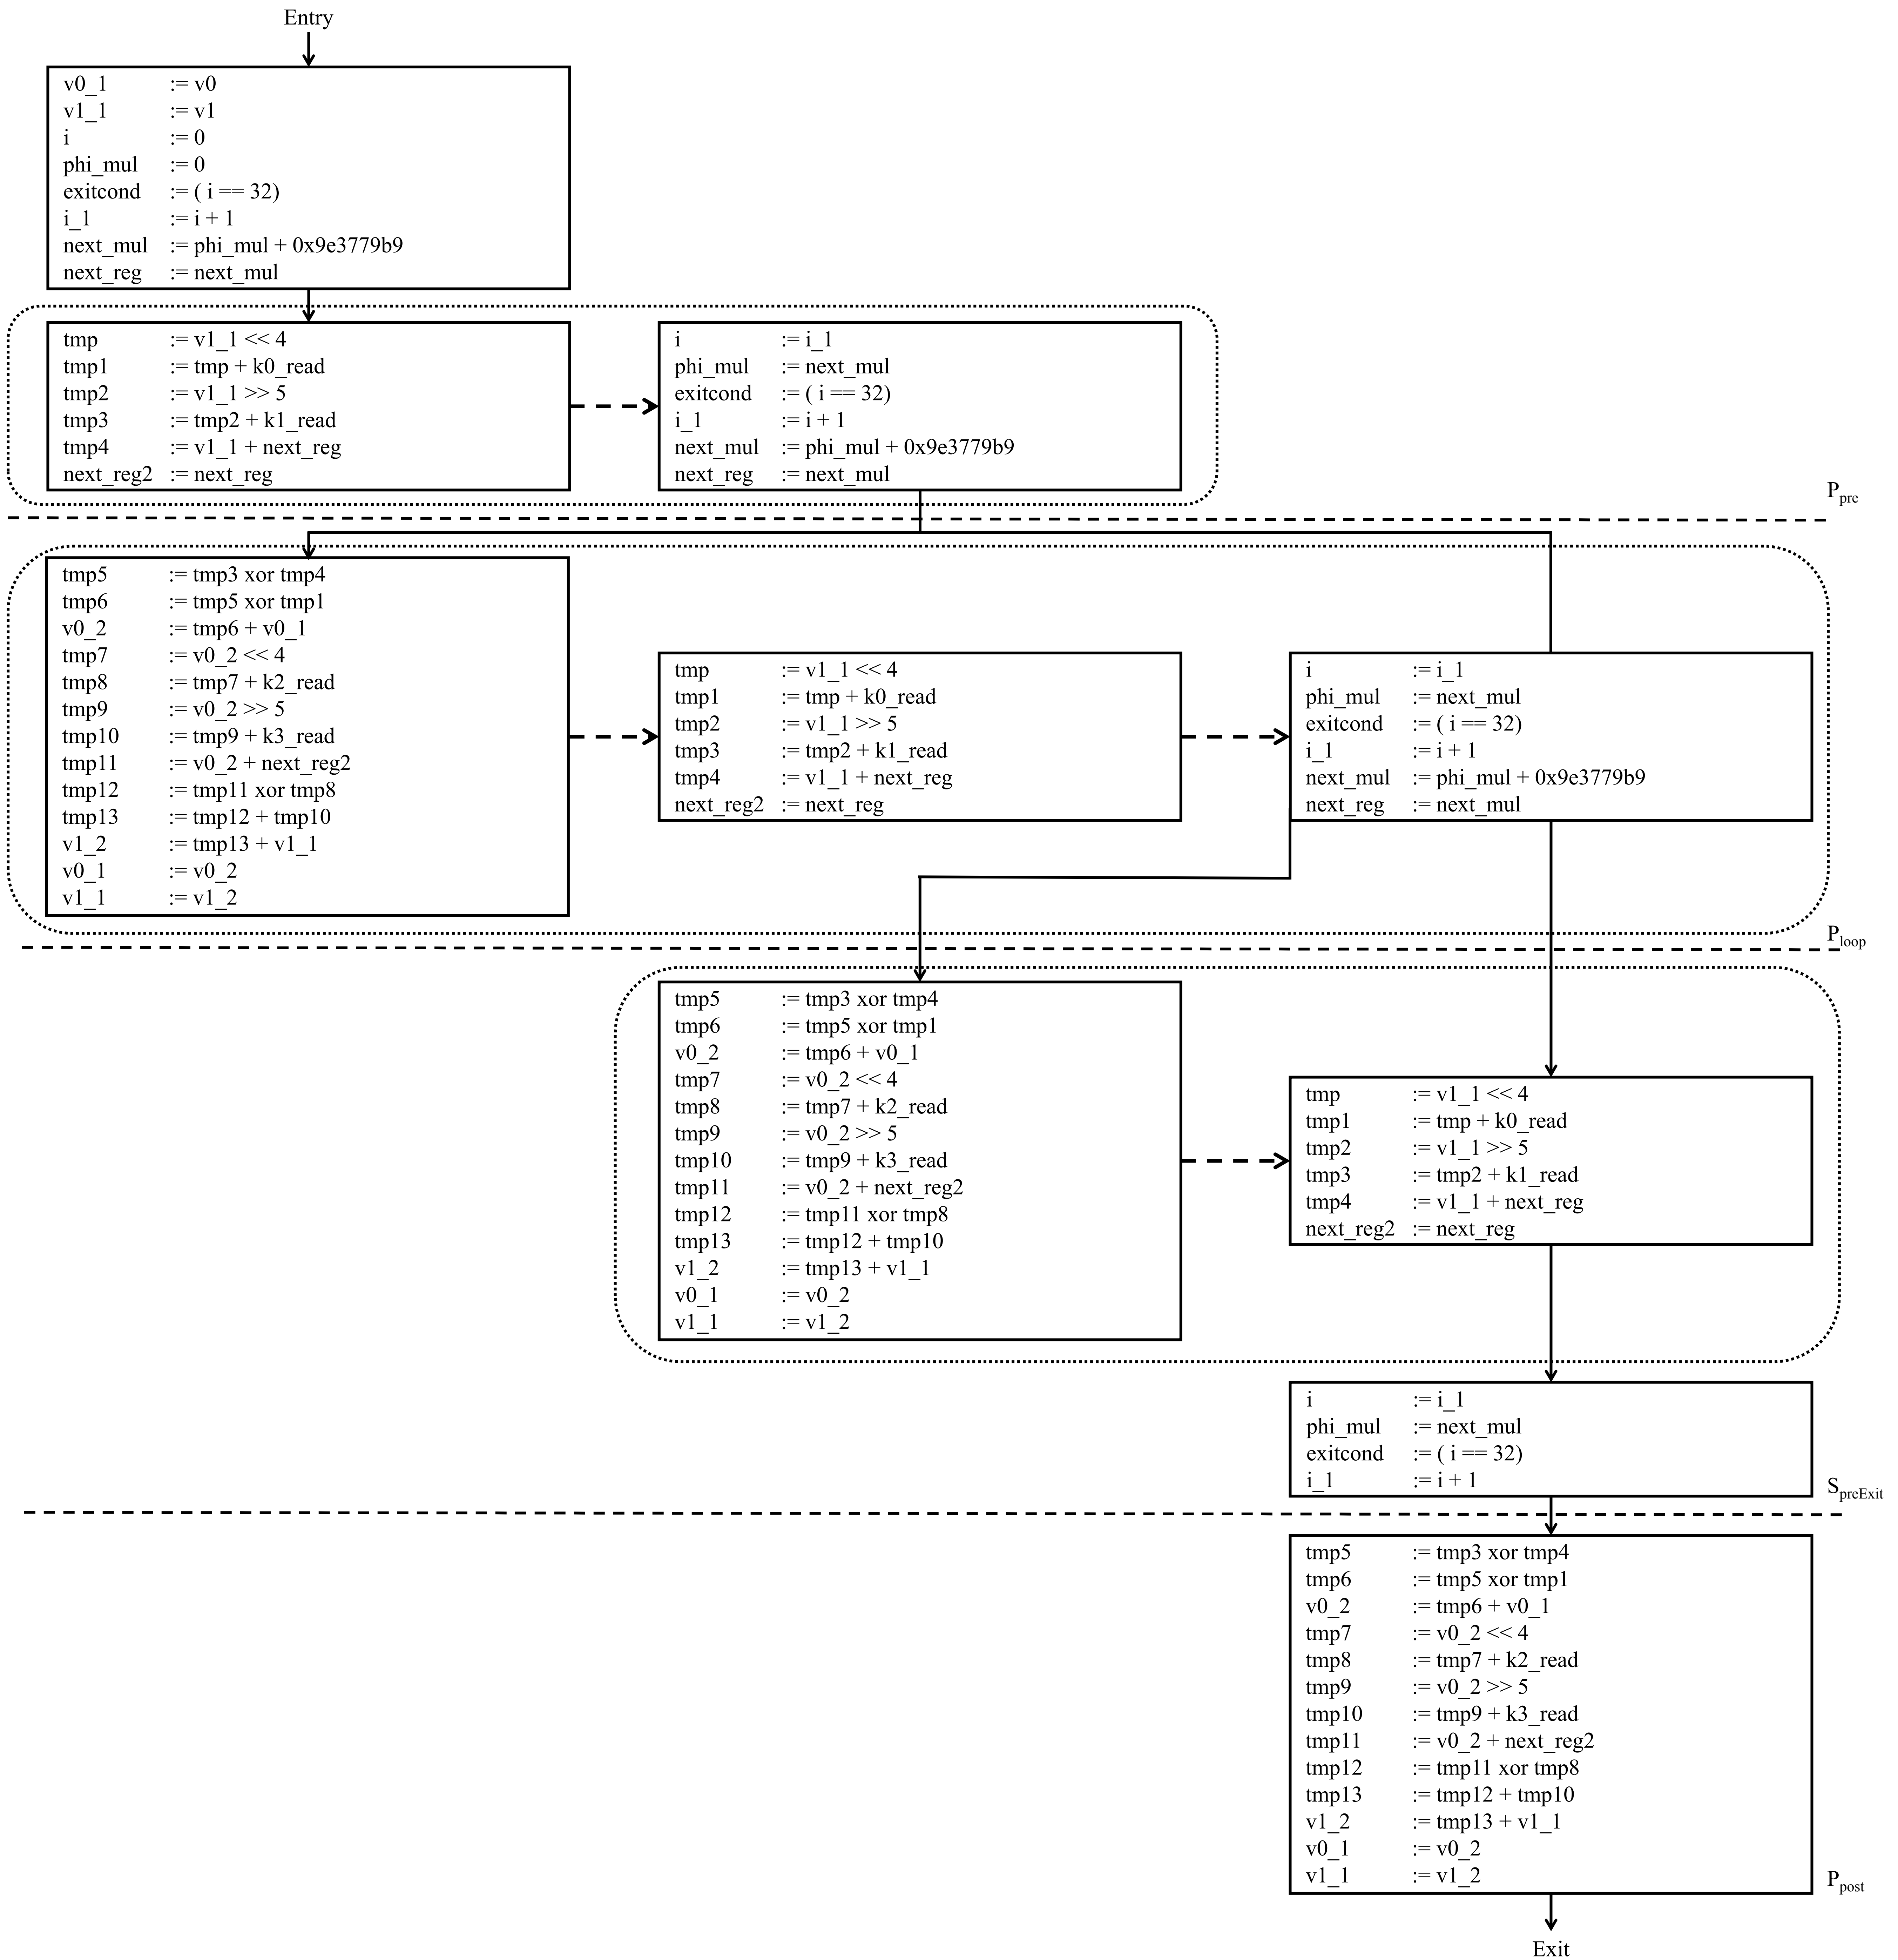 Entry
v0_1 := v0
v1_1 := v1
i := 0
phi_mul := 0
exitcond := ( i == 32)
i_1 := i + 1
next_mul := phi_mul + 0x9e3779b9
next_reg := next_mul
tmp := v1_1 << 4
tmp1 := tmp + k0_read
tmp2 := v1_1 >> 5
tmp3 := tmp2 + k1_read
tmp4 := v1_1 + next_reg
next_reg2 := next_reg
i := i_1
phi_mul := next_mul
exitcond := ( i == 32)
i_1 := i + 1
next_mul := phi_mul + 0x9e3779b9
next_reg := next_mul
Ppre
tmp5 := tmp3 xor tmp4
tmp6 := tmp5 xor tmp1
v0_2 := tmp6 + v0_1
tmp7 := v0_2 << 4
tmp8 := tmp7 + k2_read
tmp9 := v0_2 >> 5
tmp10 := tmp9 + k3_read
tmp11 := v0_2 + next_reg2
tmp12 := tmp11 xor tmp8
tmp13 := tmp12 + tmp10
v1_2 := tmp13 + v1_1
v0_1 := v0_2
v1_1 := v1_2
tmp := v1_1 << 4
tmp1 := tmp + k0_read
tmp2 := v1_1 >> 5
tmp3 := tmp2 + k1_read
tmp4 := v1_1 + next_reg
next_reg2 := next_reg
i := i_1
phi_mul := next_mul
exitcond := ( i == 32)
i_1 := i + 1
next_mul := phi_mul + 0x9e3779b9
next_reg := next_mul
Ploop
tmp5 := tmp3 xor tmp4
tmp6 := tmp5 xor tmp1
v0_2 := tmp6 + v0_1
tmp7 := v0_2 << 4
tmp8 := tmp7 + k2_read
tmp9 := v0_2 >> 5
tmp10 := tmp9 + k3_read
tmp11 := v0_2 + next_reg2
tmp12 := tmp11 xor tmp8
tmp13 := tmp12 + tmp10
v1_2 := tmp13 + v1_1
v0_1 := v0_2
v1_1 := v1_2
tmp := v1_1 << 4
tmp1 := tmp + k0_read
tmp2 := v1_1 >> 5
tmp3 := tmp2 + k1_read
tmp4 := v1_1 + next_reg
next_reg2 := next_reg
i := i_1
phi_mul := next_mul
exitcond := ( i == 32)
i_1 := i + 1
SpreExit
tmp5 := tmp3 xor tmp4
tmp6 := tmp5 xor tmp1
v0_2 := tmp6 + v0_1
tmp7 := v0_2 << 4
tmp8 := tmp7 + k2_read
tmp9 := v0_2 >> 5
tmp10 := tmp9 + k3_read
tmp11 := v0_2 + next_reg2
tmp12 := tmp11 xor tmp8
tmp13 := tmp12 + tmp10
v1_2 := tmp13 + v1_1
v0_1 := v0_2
v1_1 := v1_2
Ppost
Exit